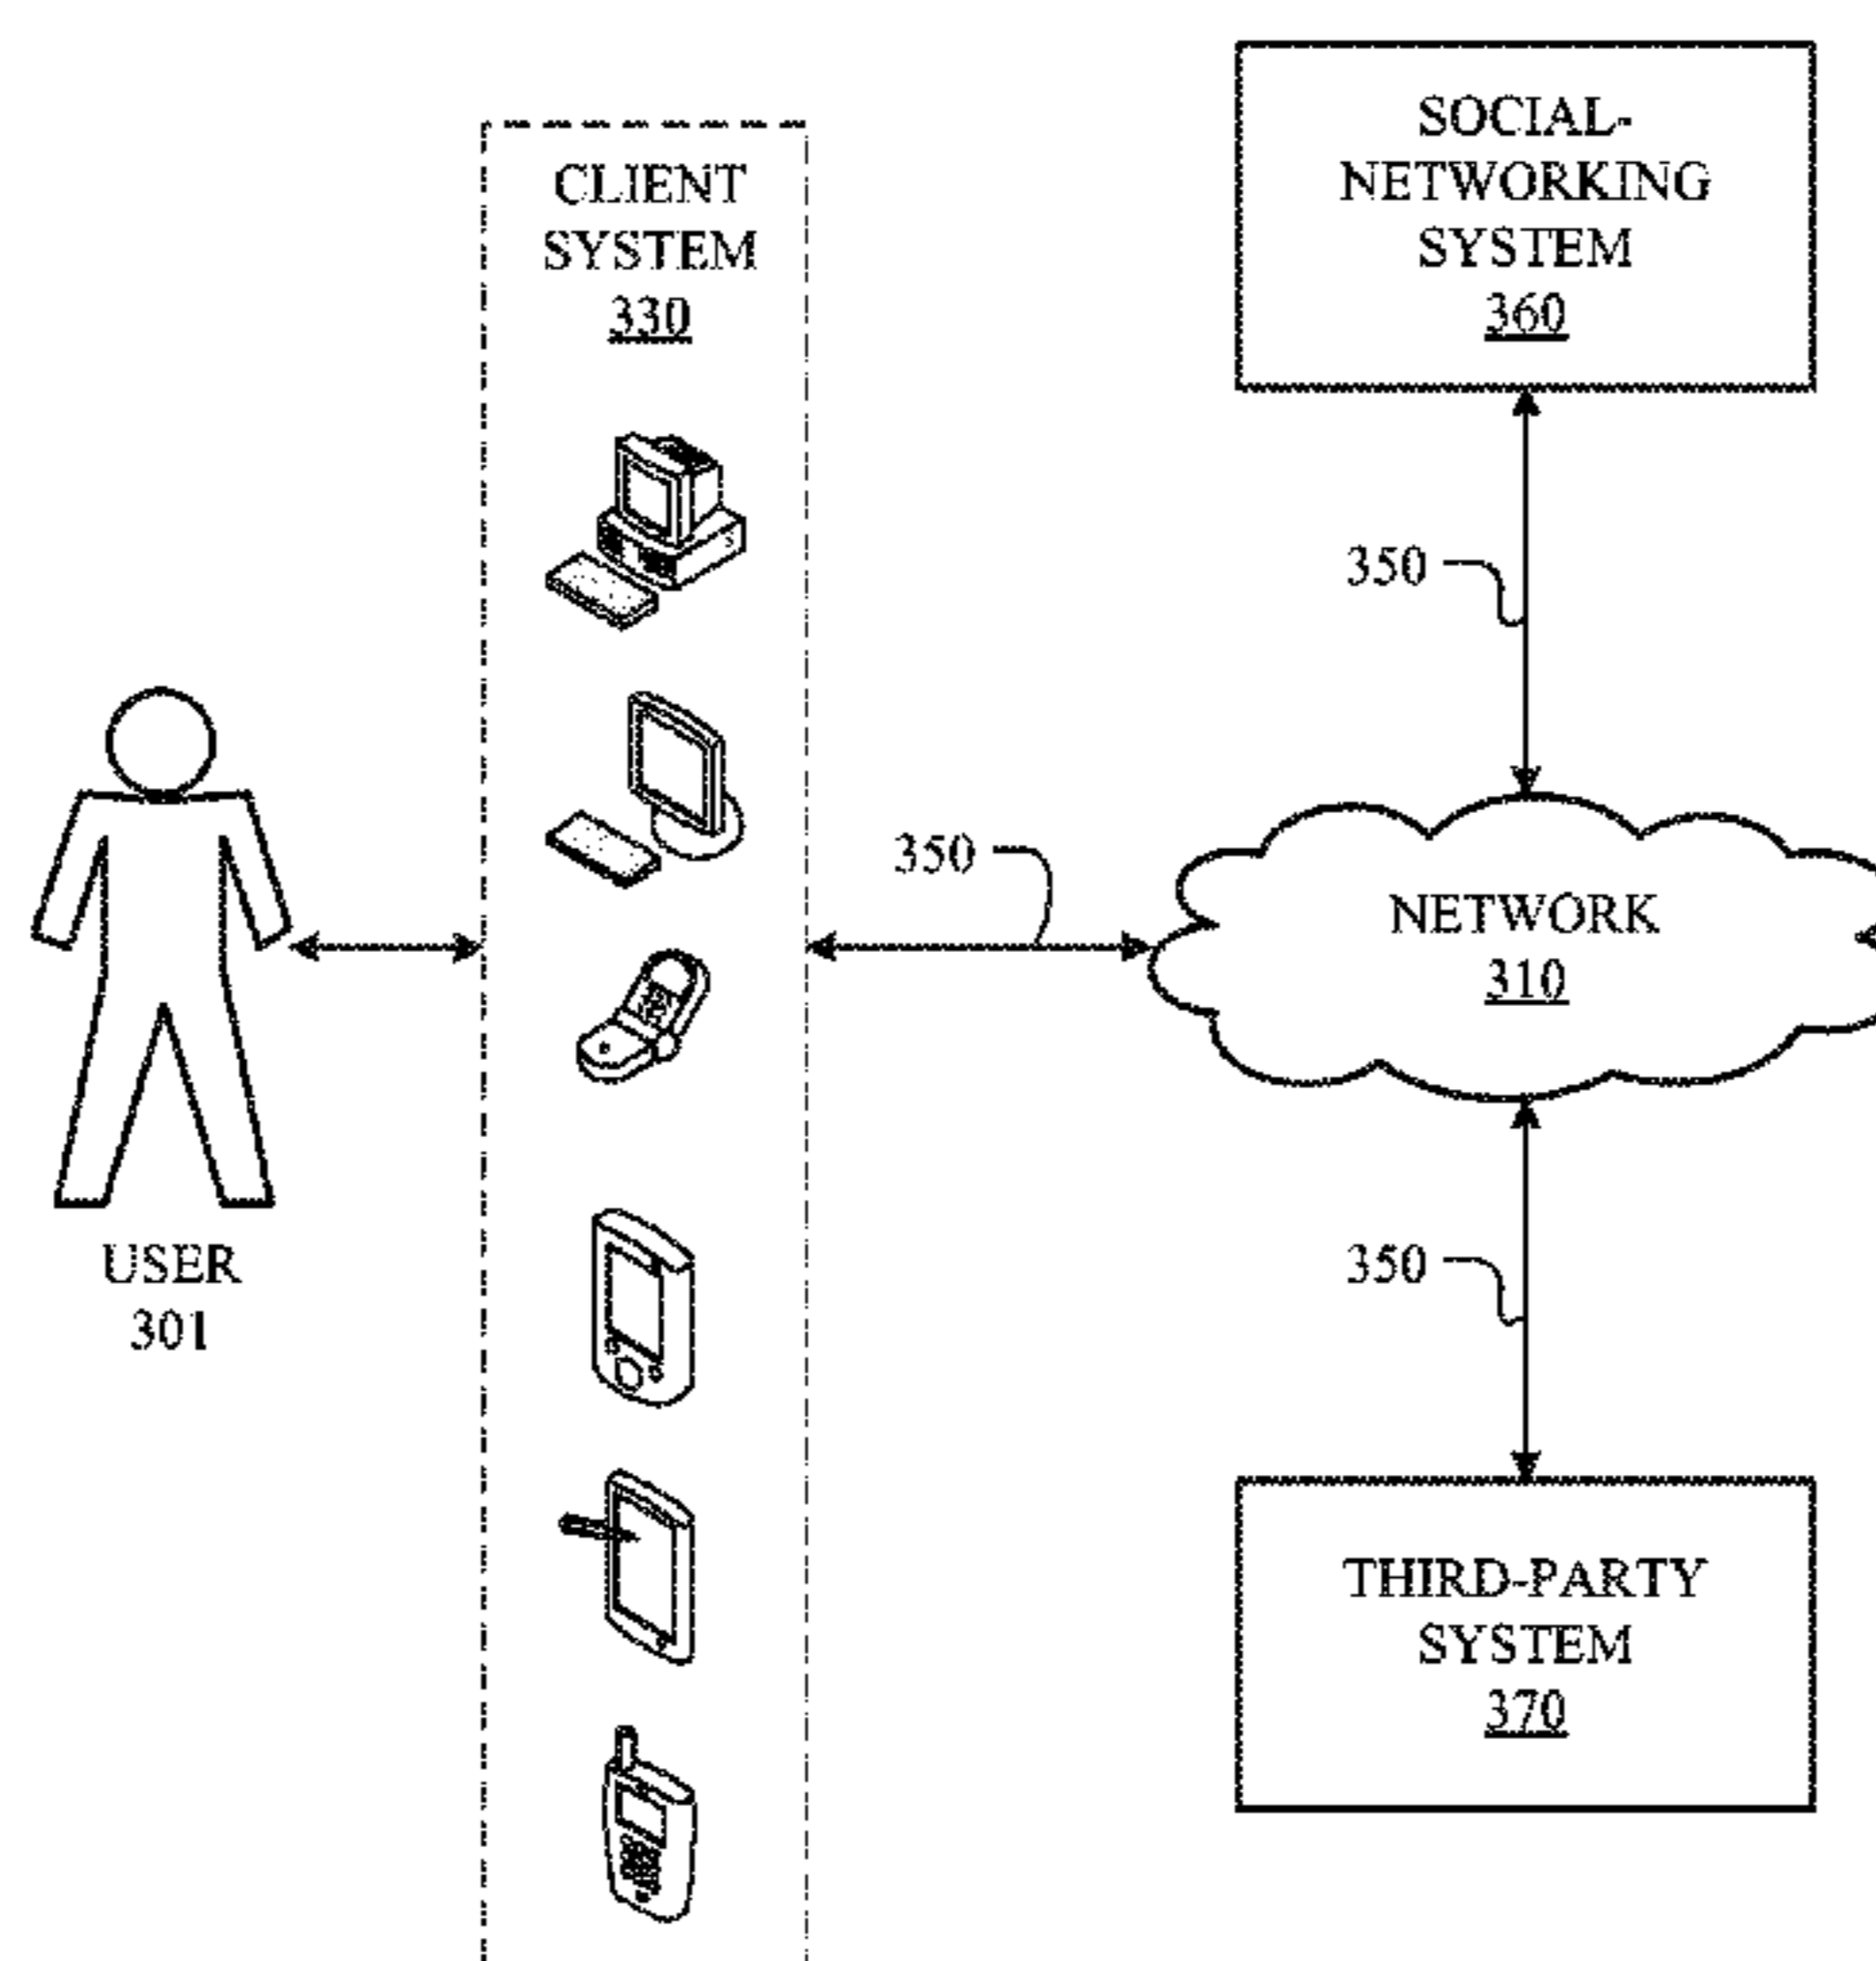 SOCIAL-
NETWORKING
SYSTEM
360
CLIENT
SYSTEM
330
350
350
NETWORK
310
USER
301
350
THIRD-PARTY
SYSTEM
370